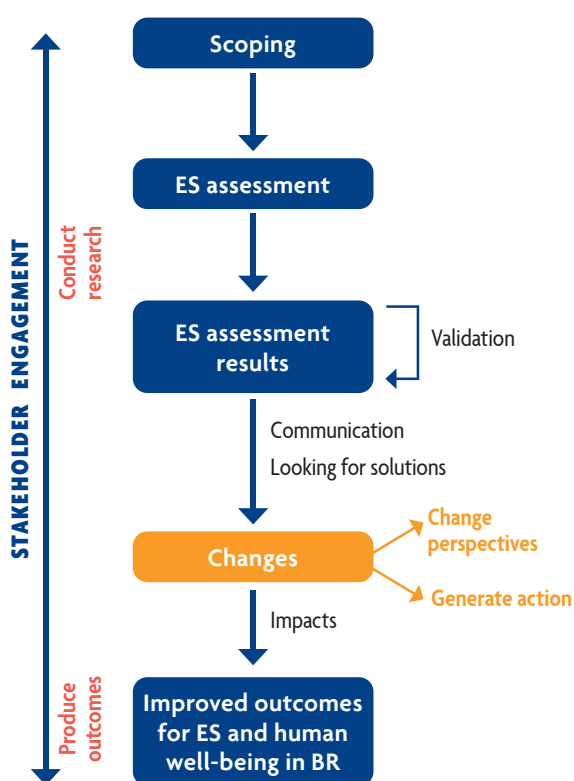 Scoping
ES assessment
STAKEHOLDER ENGAGEMENT
Conduct
research
ES assessment
results
Validation
Communication
Looking for solutions
Changes
Change
perspectives
Generate action
Impacts
Produce
outcomes
Improved outcomes
for ES and human
well-being in BR